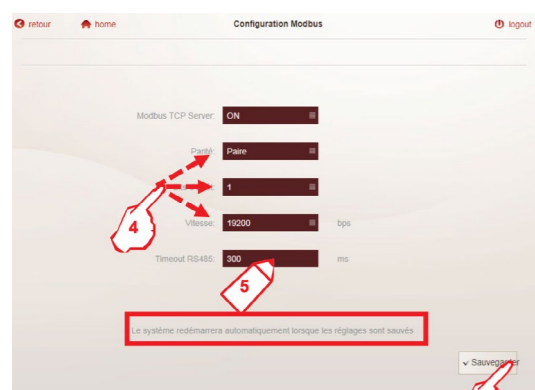 retour home Configuration Modbus logout
Modbus TCP Server: ON
Parité: Paire
1
4 Vitesse: 19200 bps
Timeout RS485: 300 ms
5
Le système redémarrera automatiquement lorsque les réglages sont sauvés
Sauvegarder